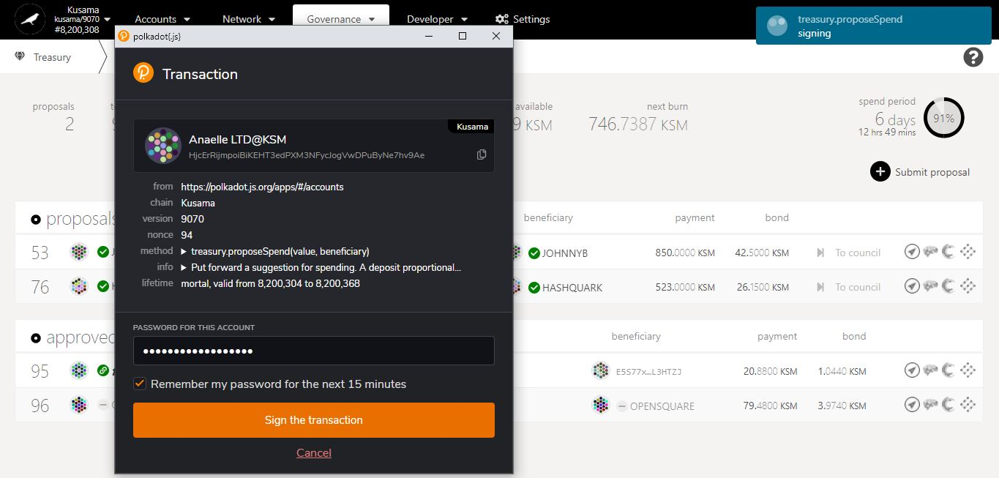 Kusama
kusama/9070
#8,200,308
Accounts
Network
Governance
Developer
Settings
treasury.proposeSpend
signing
polkadot{.js}
Treasury
Transaction
proposals
2
available
9 KSM
next burn
746.7387 KSM
spend period
6 days
12 hrs 49 mins
91%
Kusama
Anaelle LTD@KSM
HjcErRijmpoiBiKEHT3edPXM3NFycJogVwDPuByNe7hv9Ae
Submit proposal
from https://polkadot.js.org/apps/#/accounts
chain Kusama
version 9070
nonce 94
method treasury.proposeSpend(value, beneficiary)
info Put forward a suggestion for spending. A deposit proportional...
lifetime mortal, valid from 8,200,304 to 8,200,368
PASSWORD FOR THIS ACCOUNT
••••••••••••••••••
Remember my password for the next 15 minutes
Sign the transaction
Cancel
proposals
beneficiary payment bond
53 JOHNNYB 850.0000 KSM 42.5000 KSM To council
76 HASHQUARK 523.0000 KSM 26.1500 KSM To council
approved
beneficiary payment bond
95 E5S77x...L3HTZJ 20.8800 KSM 1.0440 KSM
96 OPENSQUARE 79.4800 KSM 3.9740 KSM